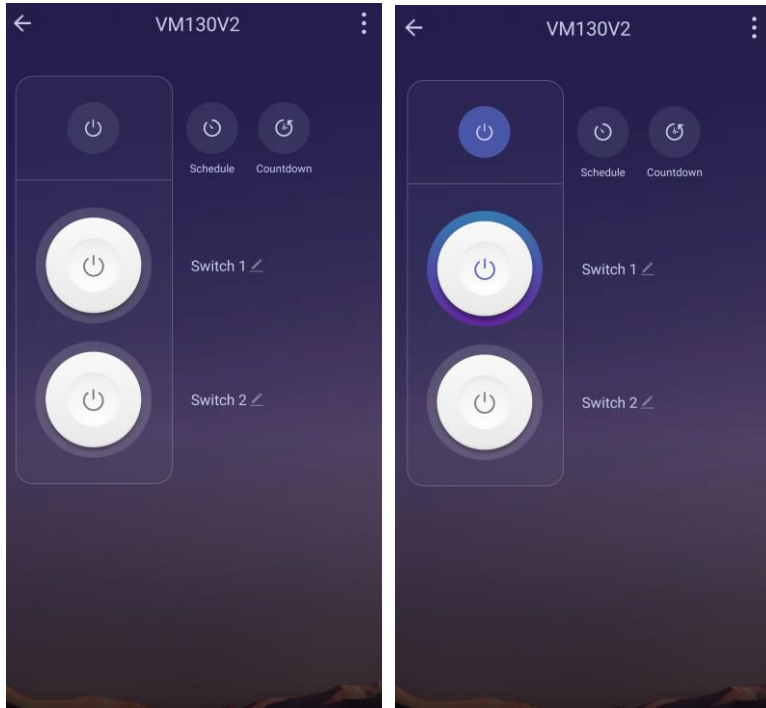 VM130V2
Schedule Countdown
Switch 1
Switch 2
VM130V2
Schedule Countdown
Switch 1
Switch 2